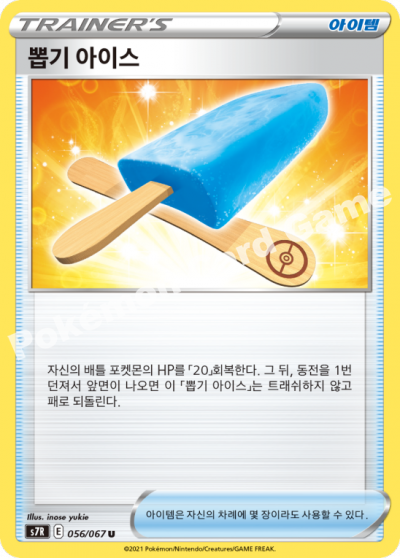 TRAINER'S
아이템
뽑기 아이스
Pokémon Card Game
자신의 배틀 포켓몬의 HP를 「20」회복한다. 그 뒤, 동전을 1번
던져서 앞면이 나오면 이 「뽑기 아이스」는 트래쉬하지 않고
패로 되돌린다.
Illus. inose yukie
s7R E 056/067 U
아이템은 자신의 차례에 몇 장이라도 사용할 수 있다.
©2021 Pokémon/Nintendo/Creatures/GAME FREAK.